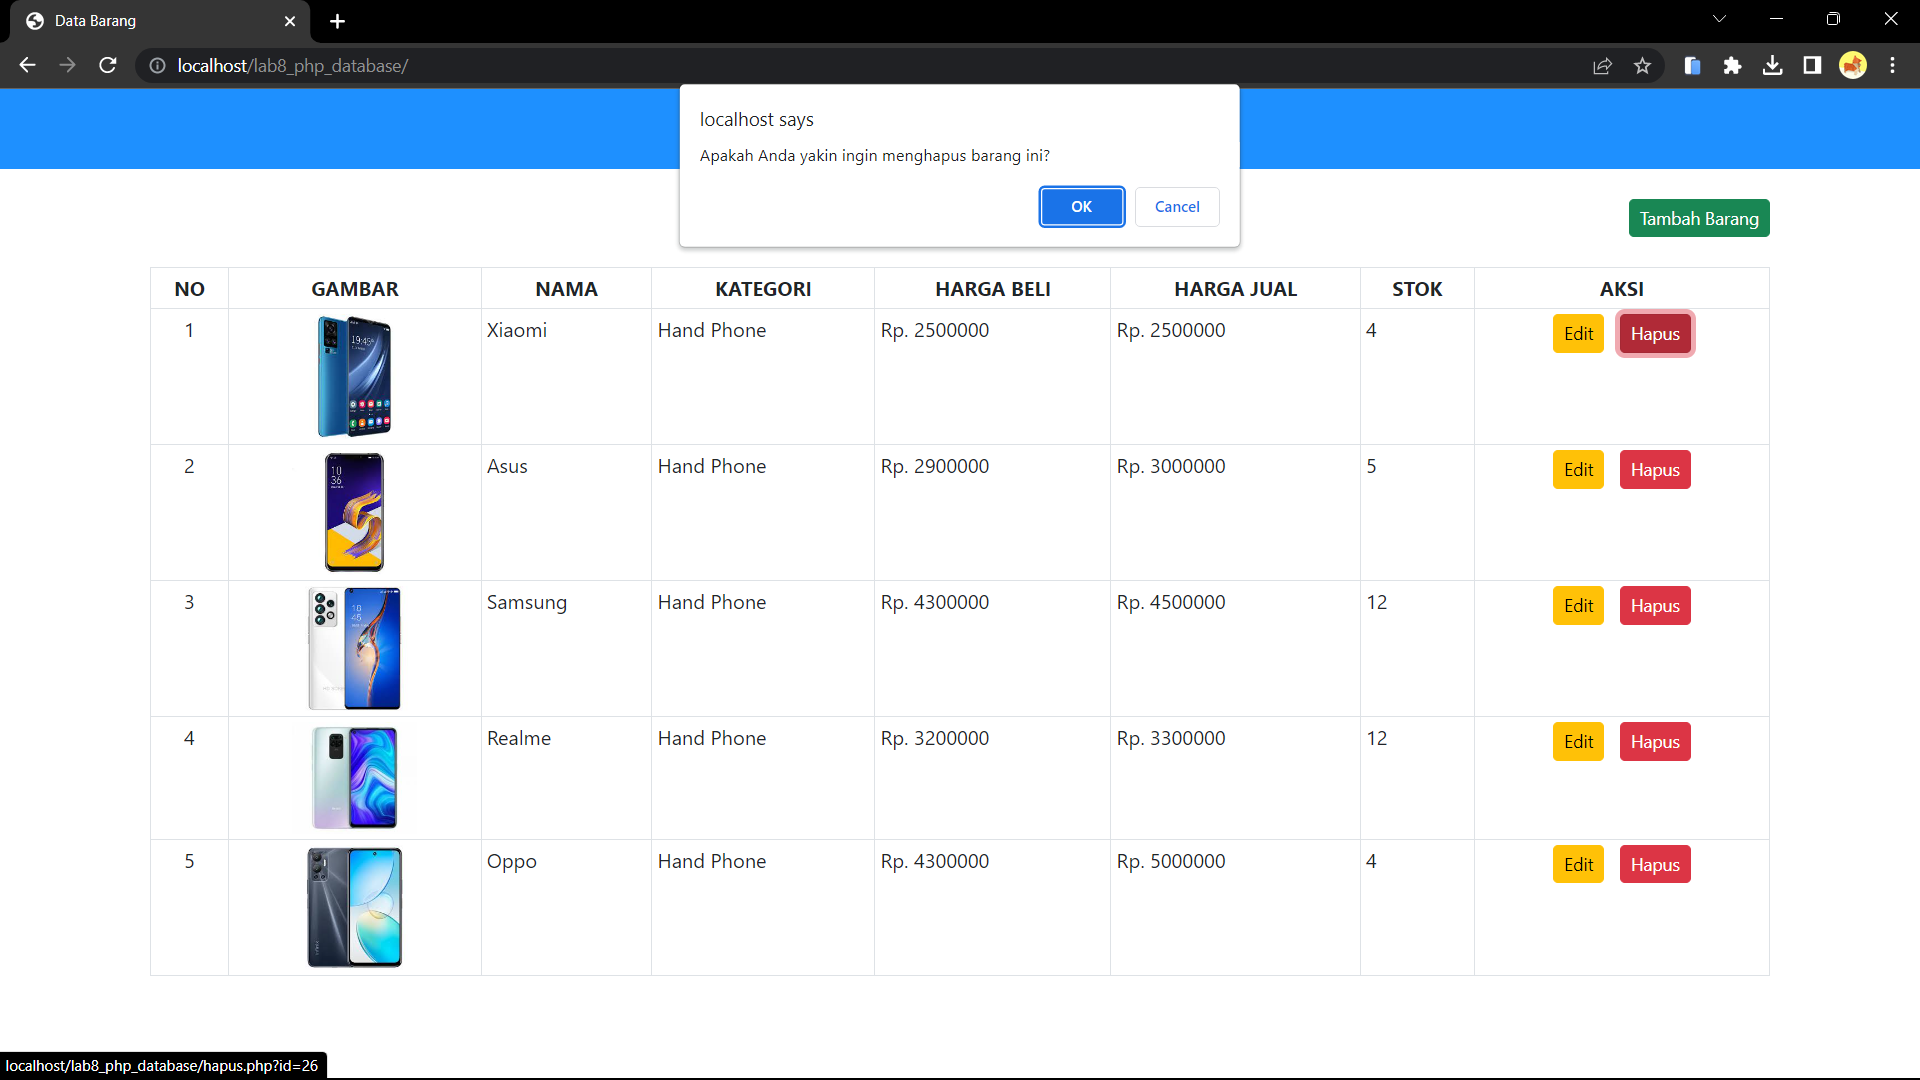 Data Barang
localhost/lab8_php_database/
localhost says
Apakah Anda yakin ingin menghapus barang ini?
OK Cancel
Tambah Barang
NO GAMBAR NAMA KATEGORI HARGA BELI HARGA JUAL STOK AKSI
1 Xiaomi Hand Phone Rp. 2500000 Rp. 2500000 4 Edit Hapus
2 Asus Hand Phone Rp. 2900000 Rp. 3000000 5 Edit Hapus
3 Samsung Hand Phone Rp. 4300000 Rp. 4500000 12 Edit Hapus
4 Realme Hand Phone Rp. 3200000 Rp. 3300000 12 Edit Hapus
5 Oppo Hand Phone Rp. 4300000 Rp. 5000000 4 Edit Hapus
localhost/lab8_php_database/hapus.php?id=26